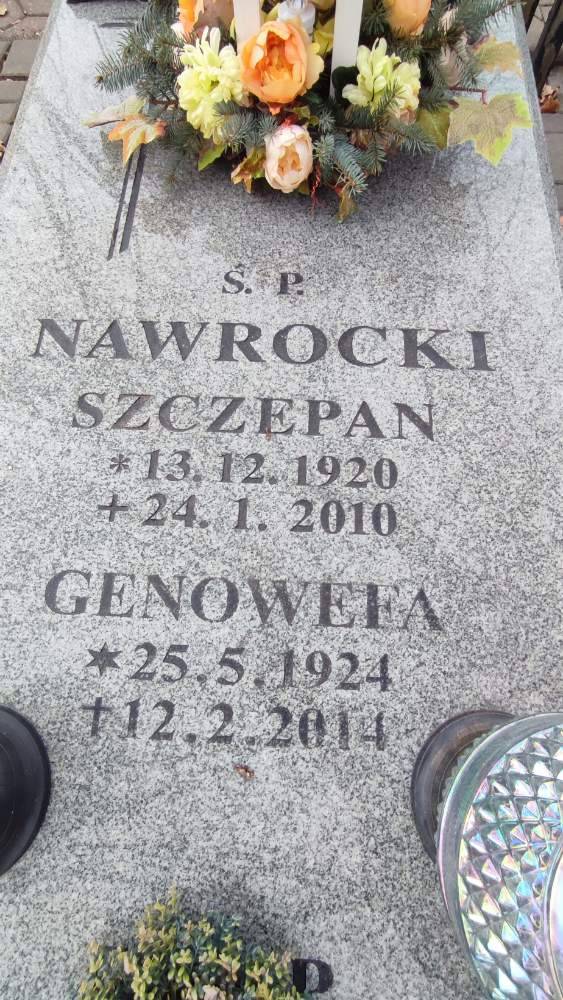 Ś. P.
NAWROCKI
SZCZEPAN
* 13. 12. 1920
+ 24. 1. 2010
GENOWEFA
* 25. 5. 1924
† 12. 2. 2014